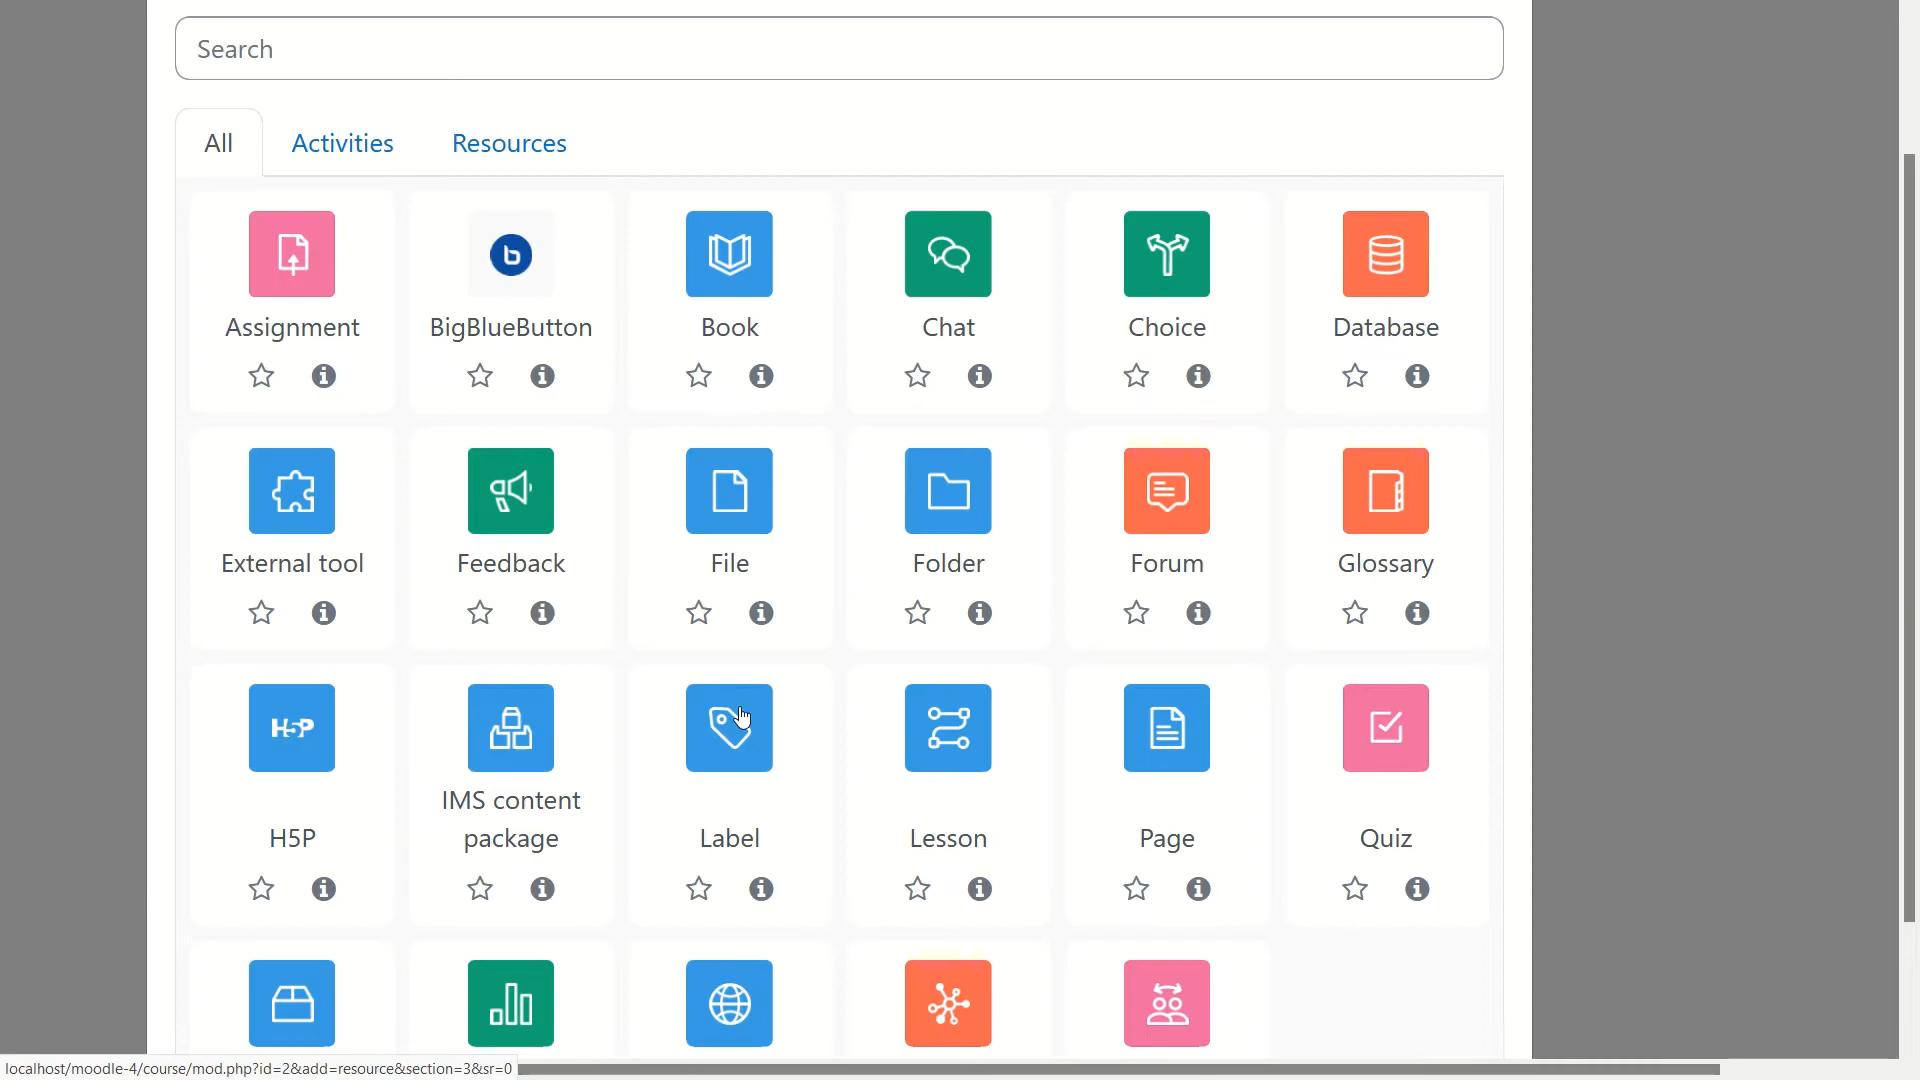 Search
All Activities Resources
Assignment BigBlueButton Book Chat Choice Database
External tool Feedback File Folder Forum Glossary
H5P
IMS content
H5P package Label Lesson Page Quiz
localhost/moodle-4/course/mod.php?id=2&add=resource&section=3&sr=0